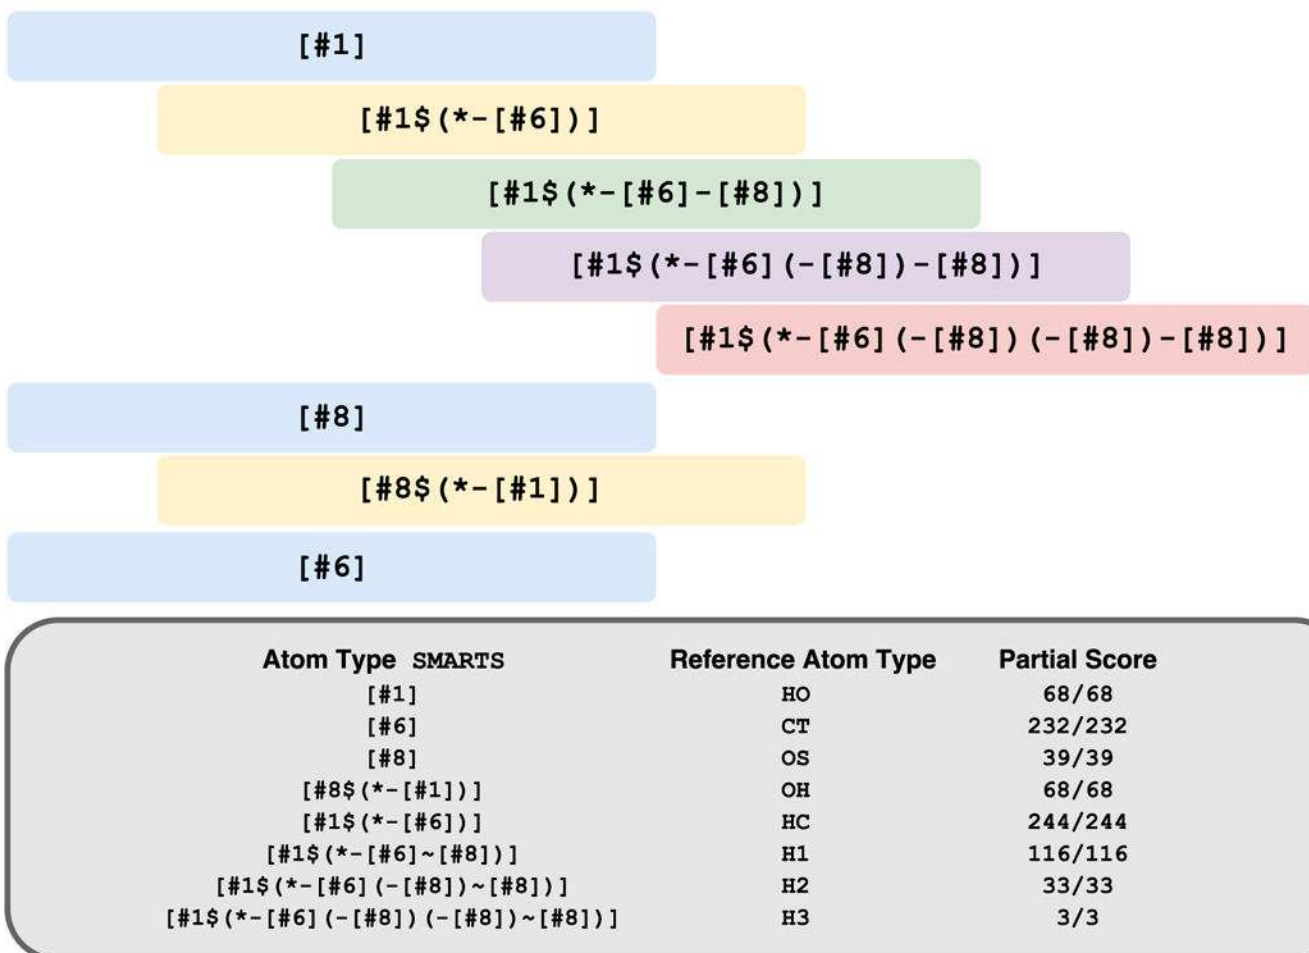 [#1]
[#1$(*-[#6])]
[#1$(*-[#6]-[#8])]
[#1$(*-[#6](-[#8])-[#8])]
[#1$(*-[#6](-[#8])(-[#8])-[#8])]
[#8]
[#8$(*-[#1])]
[#6]
Atom Type SMARTS Reference Atom Type Partial Score
[#1] HO 68/68
[#6] CT 232/232
[#8] OS 39/39
[#8$(*-[#1])] OH 68/68
[#1$(*-[#6])] HC 244/244
[#1$(*-[#6]~[#8])] H1 116/116
[#1$(*-[#6](-[#8])~[#8])] H2 33/33
[#1$(*-[#6](-[#8])(-[#8])~[#8])] H3 3/3